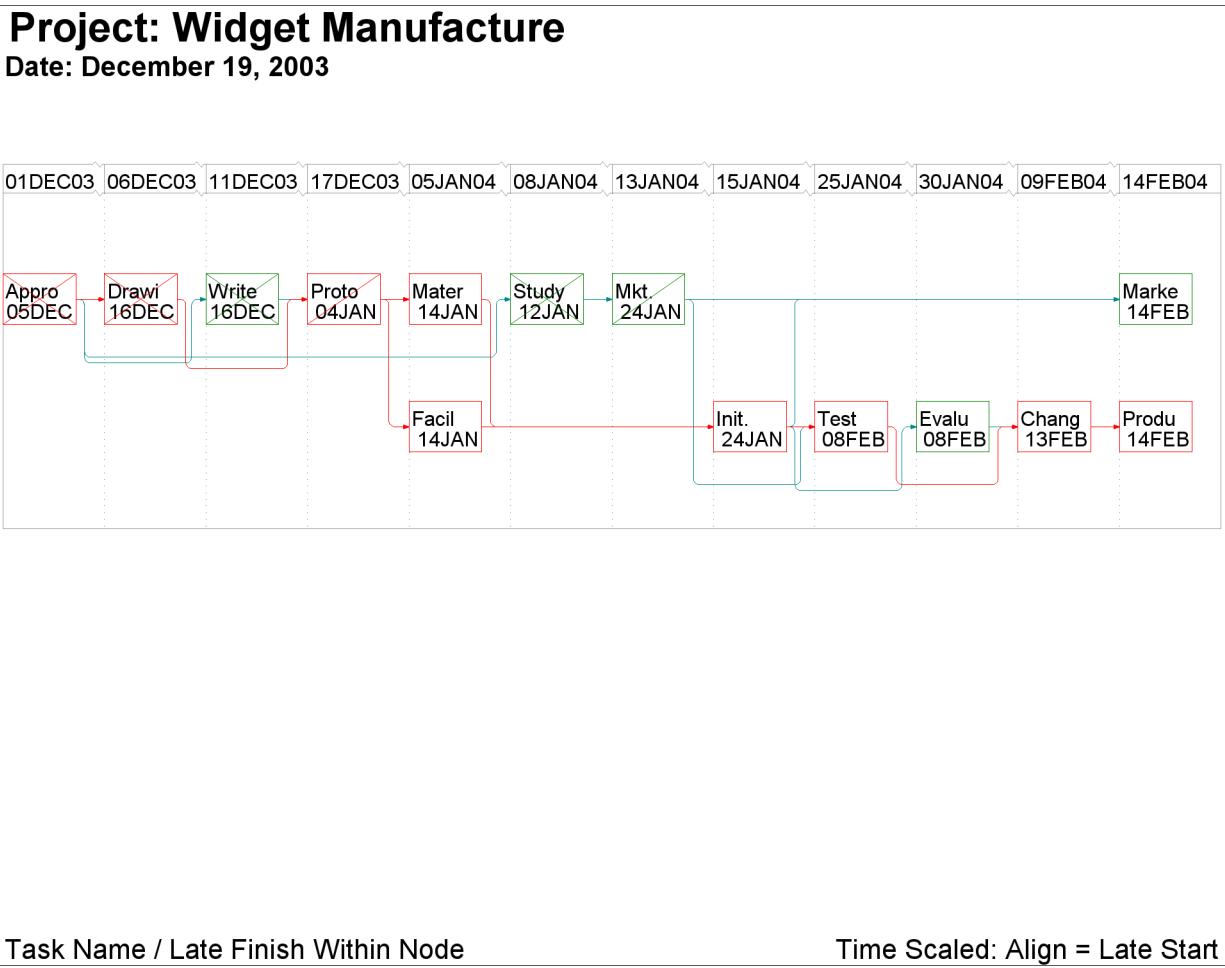 Project: Widget Manufacture
Date: December 19, 2003
01DEC03 06DEC03 11DEC03 17DEC03 05JAN04 08JAN04 13JAN04 15JAN04 25JAN04 30JAN04 09FEB04 14FEB04
Appro Drawi Write Proto Mater Study Mkt. Marke
05DEC 16DEC 16DEC 04JAN 14JAN 12JAN 24JAN 14FEB
Facil Init. Test Evalu Chang Produ
14JAN 24JAN 08FEB 08FEB 13FEB 14FEB
Task Name / Late Finish Within Node Time Scaled: Align = Late Start